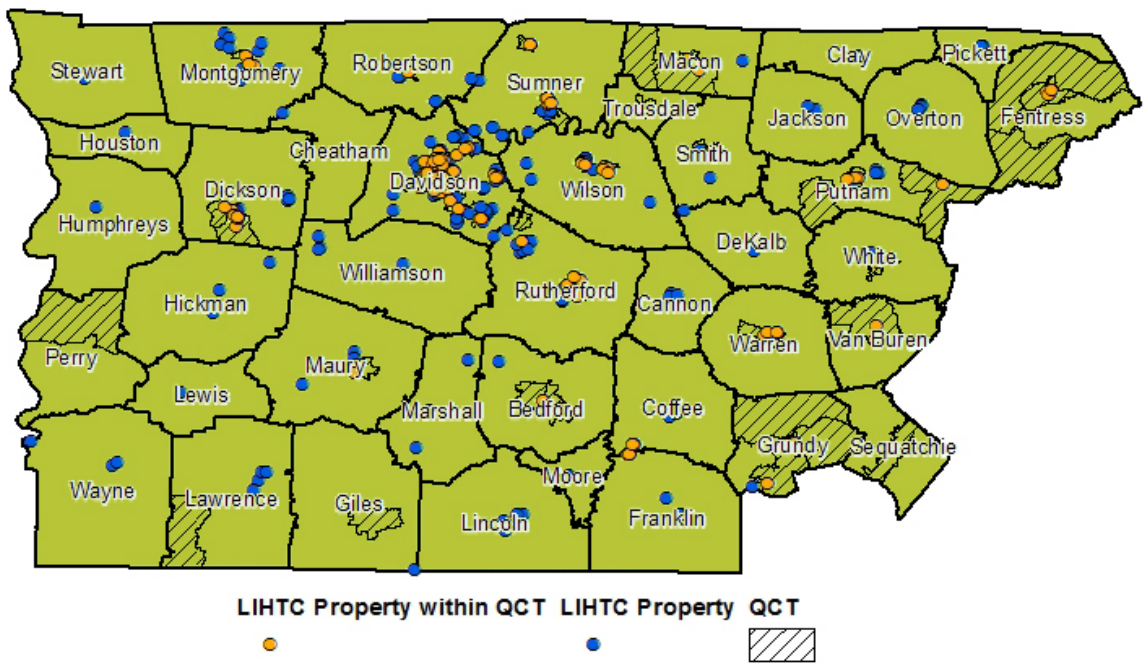 Stewart
Montgomery
Robertson
Sumner
Macon
Clay
Pickett
Trousdale
Jackson
Overton
Fentress
Houston
Cheatham
Smith
Dickson
Davidson
Wilson
Putnam
Humphreys
DeKalb
White
Williamson
Hickman
Rutherford
Cannon
Perry
Maury
Warren
Van Buren
Lewis
Marshall
Bedford
Coffee
Grundy
Sequatchie
Wayne
Lawrence
Giles
Moore
Lincoln
Franklin
LIHTC Property within QCT LIHTC Property QCT